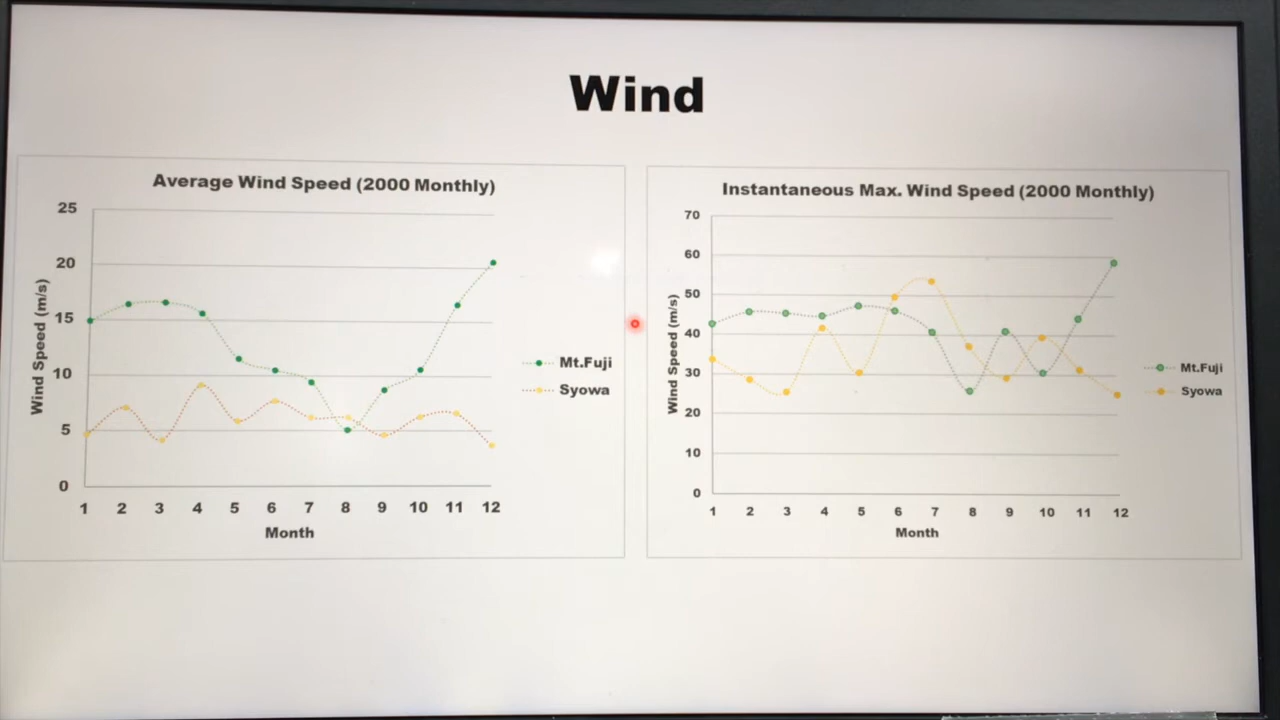 Wind
Average Wind Speed (2000 Monthly)
25
20
15
10
5
0
Wind Speed (m/s)
1 2 3 4 5 6 7 8 9 10 11 12
Month
Mt.Fuji
Syowa
Instantaneous Max. Wind Speed (2000 Monthly)
70
60
50
40
30
20
10
0
Wind Speed (m/s)
1 2 3 4 5 6 7 8 9 10 11 12
Month
Mt.Fuji
Syowa